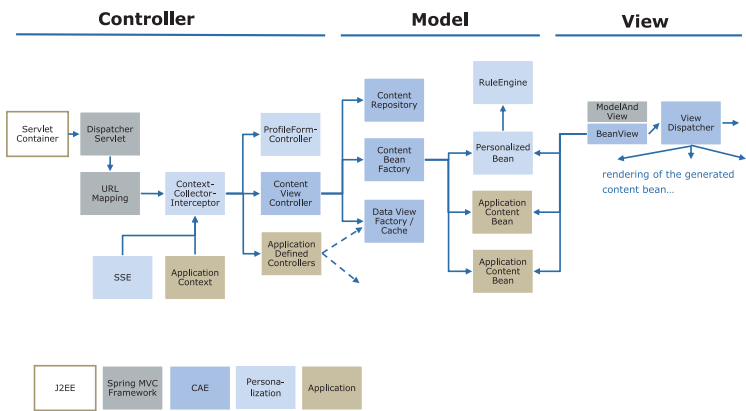 Controller
Model
View
Servlet
Container
Dispatcher
Servlet
URL
Mapping
Context-
Collector-
Interceptor
SSE
Application
Context
ProfileForm-
Controller
Content
View
Controller
Application
Defined
Controllers
Content
Repository
Content
Bean
Factory
Data View
Factory /
Cache
RuleEngine
Personalized
Bean
Application
Content
Bean
Application
Content
Bean
ModelAnd
View
BeanView
View
Dispatcher
rendering of the generated
content bean...
J2EE
Spring MVC
Framework
CAE
Persona-
lization
Application